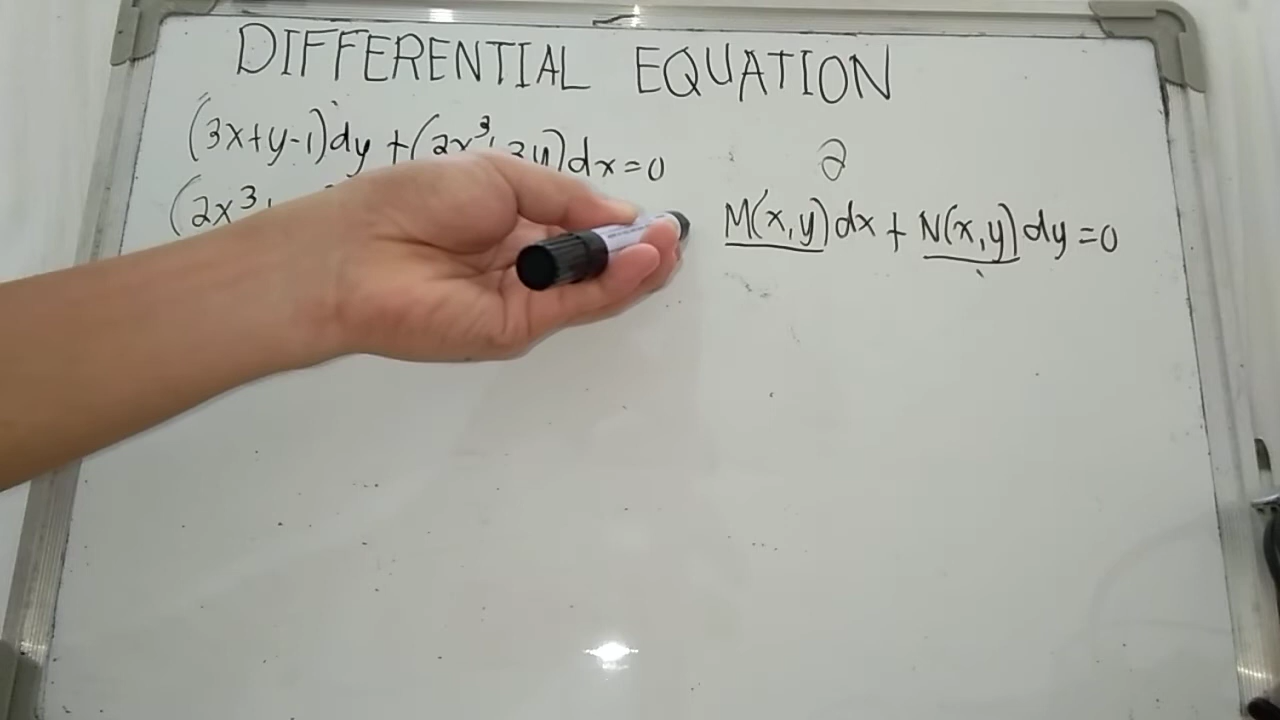 DIFFERENTIAL EQUATION
(3x+y-1)dy +(2x³+3y)dx=0
(2x³
∂
M(x,y)dx + N(x,y)dy =0